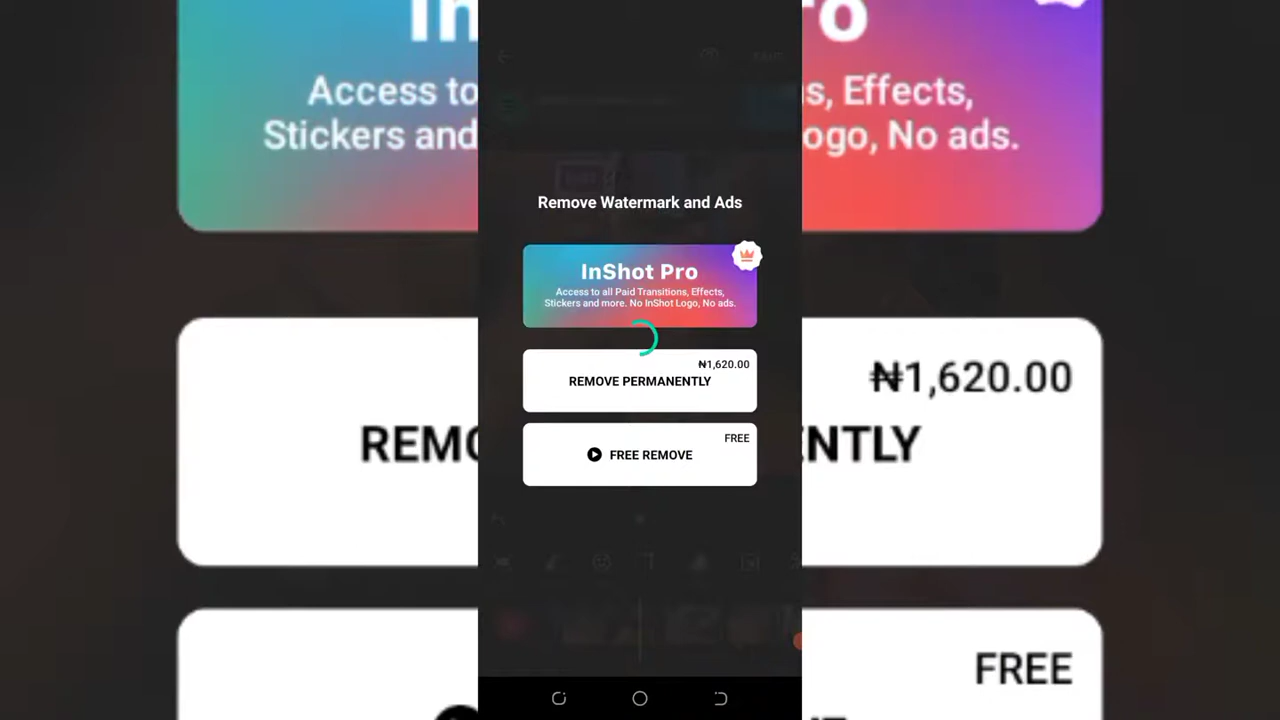 In
ro
Access to
s, Effects,
Stickers and
ogo, No ads.
Remove Watermark and Ads
InShot Pro
Access to all Paid Transitions, Effects,
Stickers and more. No InShot Logo, No ads.
₦1,620.00
REMOVE PERMANENTLY
FREE
FREE REMOVE
₦1,620.00
REMO
NTLY
FREE